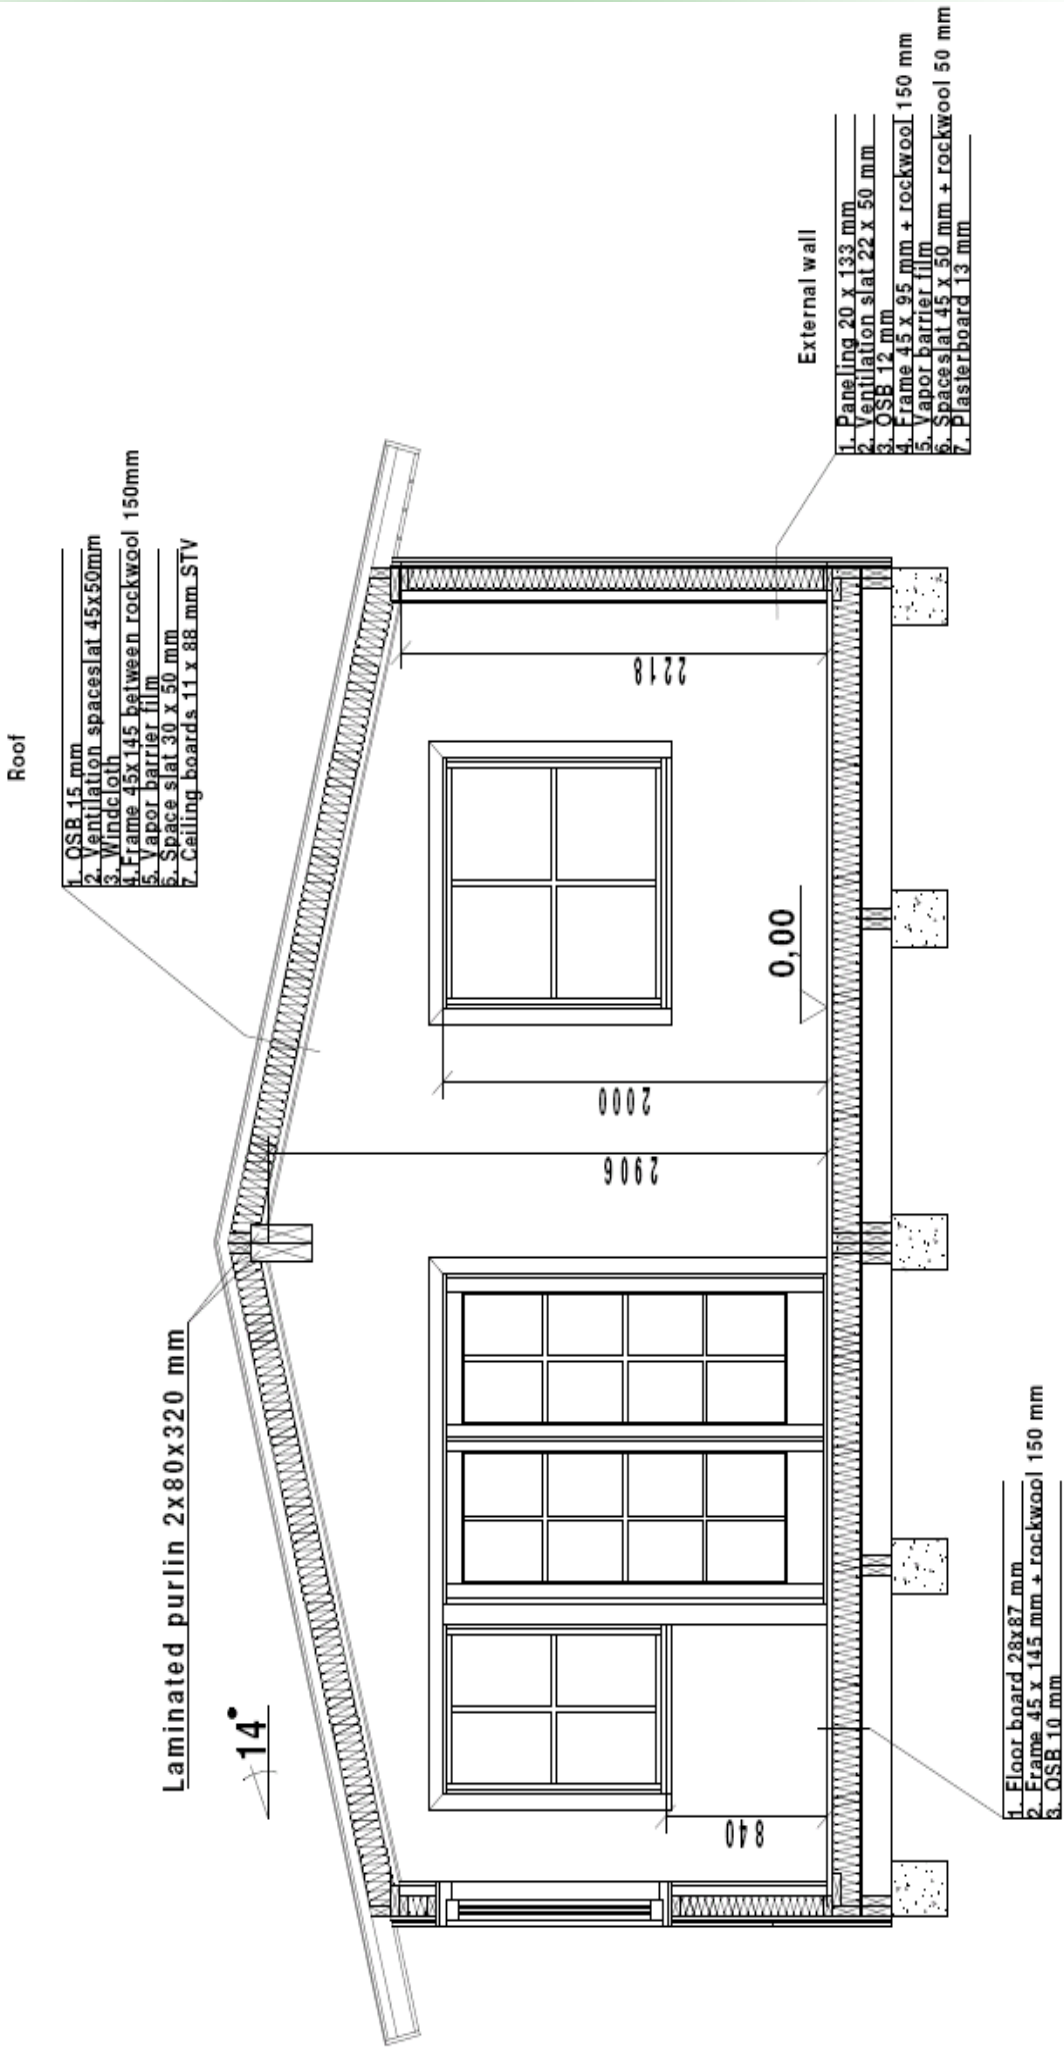 Roof
1. OSB 15 mm
2. Ventilation spaceslat 45x50mm
3. Windcloth
4.Frame 45x145 between rockwool 150mm
5. Vapor barrier film
6. Space slat 30 x 50 mm
7. Ceiling boards 11 x 88 mm STV
Laminated purlin 2x80x320 mm
14°
External wall
1. Paneling 20 x 133 mm
2. Ventilation slat 22 x 50 mm
3. OSB 12 mm
4. Frame 45 x 95 mm + rockwool 150 mm
5. Vapor barrier film
6. Spaceslat 45 x 50 mm + rockwool 50 mm
7. Plasterboard 13 mm
840
2906
2000
2218
0,00
1. Floor board 28x87 mm
2. Frame 45 x 145 mm + rockwool 150 mm
3. OSB 10 mm